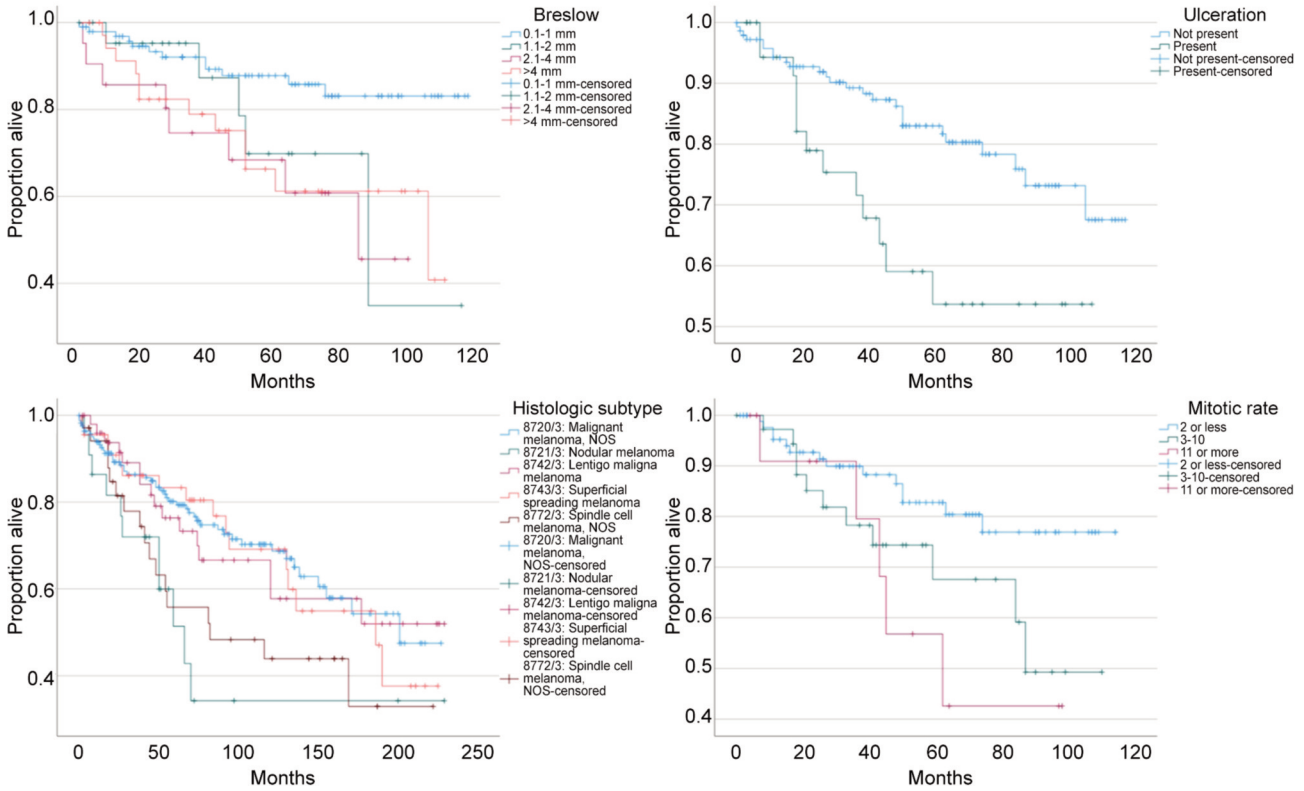 Breslow
0.1-1 mm
1.1-2 mm
2.1-4 mm
>4 mm
0.1-1 mm-censored
1.1-2 mm-censored
2.1-4 mm-censored
>4 mm-censored
Proportion alive
1.0
0.8
0.6
0.4
0 20 40 60 80 100 120
Months
Ulceration
Not present
Present
Not present-censored
Present-censored
Proportion alive
1.0
0.9
0.8
0.7
0.6
0.5
0 20 40 60 80 100 120
Months
Histologic subtype
8720/3: Malignant
melanoma, NOS
8721/3: Nodular melanoma
8742/3: Lentigo maligna
melanoma
8743/3: Superficial
spreading melanoma
8772/3: Spindle cell
melanoma, NOS
8720/3: Malignant
melanoma,
NOS-censored
8721/3: Nodular
melanoma-censored
8742/3: Lentigo maligna
melanoma-censored
8743/3: Superficial
spreading melanoma-
censored
8772/3: Spindle cell
melanoma,
NOS-censored
Proportion alive
1.0
0.8
0.6
0.4
0 50 100 150 200 250
Months
Mitotic rate
2 or less
3-10
11 or more
2 or less-censored
3-10-censored
11 or more-censored
Proportion alive
1.0
0.9
0.8
0.7
0.6
0.5
0.4
0 20 40 60 80 100 120
Months